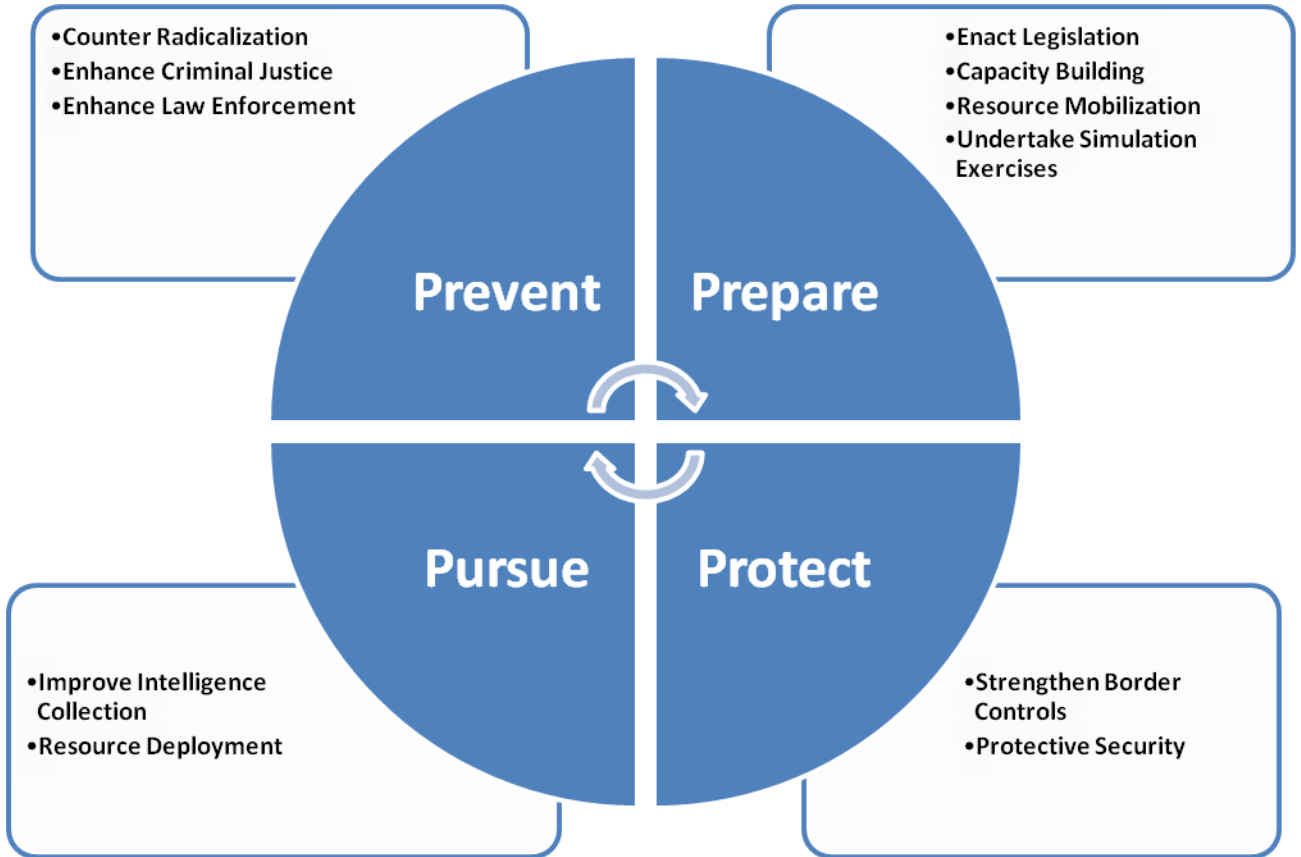 •Counter Radicalization
•Enhance Criminal Justice
•Enhance Law Enforcement
•Enact Legislation
•Capacity Building
•Resource Mobilization
•Undertake Simulation
Exercises
Prevent
Prepare
Pursue
Protect
•Improve Intelligence
Collection
•Resource Deployment
•Strengthen Border
Controls
•Protective Security